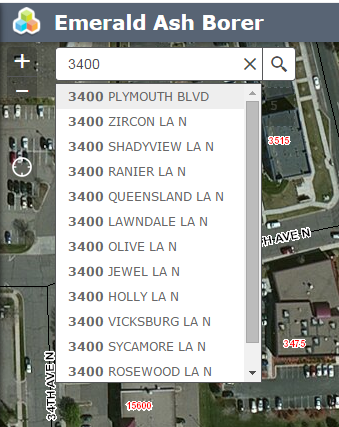 Emerald Ash Borer
+
3400
−
3400 PLYMOUTH BLVD
3400 ZIRCON LA N
3400 SHADYVIEW LA N
3400 RANIER LA N
3400 QUEENSLAND LA N
3400 LAWNDALE LA N
3400 OLIVE LA N
3400 JEWEL LA N
3400 HOLLY LA N
3400 VICKSBURG LA N
3400 SYCAMORE LA N
3400 ROSEWOOD LA N
3515
TH AVE N
3475
34TH AVE N
15600